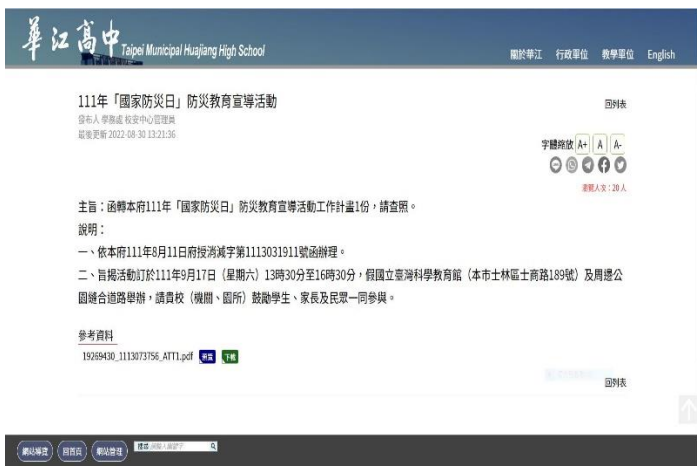 華江高中 Taipei Municipal Huajiang High School
關於華江 行政單位 教學單位 English
111年「國家防災日」防災教育宣導活動
回列表
發布人 學務處 校安中心管理員
最後更新 2022-08-30 13:21:36
字體縮放 A+ A A-
瀏覽人次：20人
主旨：函轉本府111年「國家防災日」防災教育宣導活動工作計畫1份，請查照。
說明：
一、依本府111年8月11日府授消減字第1113031911號函辦理。
二、旨揭活動訂於111年9月17日（星期六）13時30分至16時30分，假國立臺灣科學教育館（本市士林區士商路189號）及周邊公
園縫合道路舉辦，請貴校（機關、園所）鼓勵學生、家長及民眾一同參與。
參考資料
19269430_1113073756_ATT1.pdf 預覽 下載
回列表
網站導覽 回首頁 網站管理 搜尋